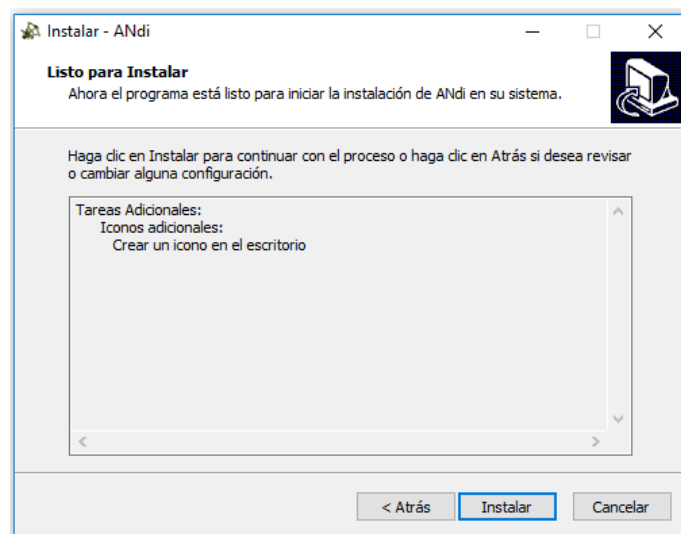 Instalar - ANdi
Listo para Instalar
Ahora el programa está listo para iniciar la instalación de ANdi en su sistema.
Haga clic en Instalar para continuar con el proceso o haga clic en Atrás si desea revisar
o cambiar alguna configuración.
Tareas Adicionales:
Iconos adicionales:
Crear un icono en el escritorio
< Atrás
Instalar
Cancelar